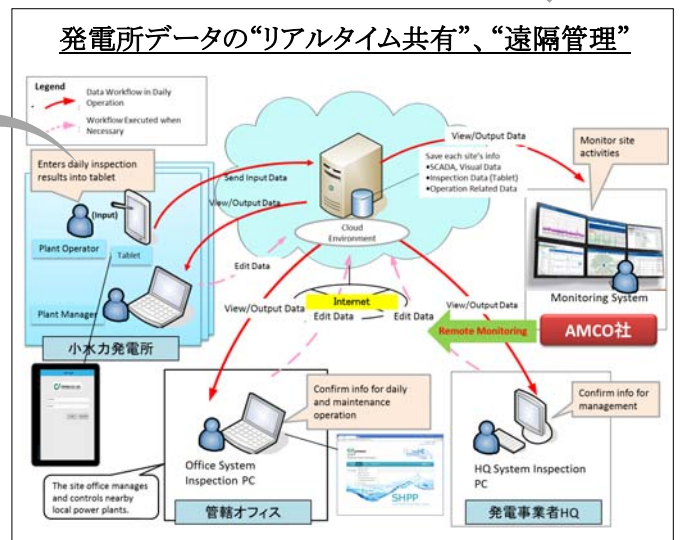 発電所データの“リアルタイム共有”、“遠隔管理”
Legend
Data Workflow in Daily
Operation
Workflow Executed when
Necessary
Enters daily inspection
results into tablet
(Input)
Plant Operator
Tablet
Plant Manager
小水力発電所
Send Input Data
View/Output Data
Edit Data
Cloud
Environment
Save each site's info
•SCADA, Visual Data
•Inspection Data (Tablet)
•Operation Related Data
View/Output Data
Monitor site
activities
Monitoring System
AMCO社
Remote Monitoring
Internet
Edit Data
Edit Data
View/Output Data
View/Output Data
Confirm info for daily
and maintenance
operation
Office System
Inspection PC
管轄オフィス
SHPP
The site office manages
and controls nearby
local power plants.
Confirm info for
management
HQ System Inspection
PC
発電事業者HQ